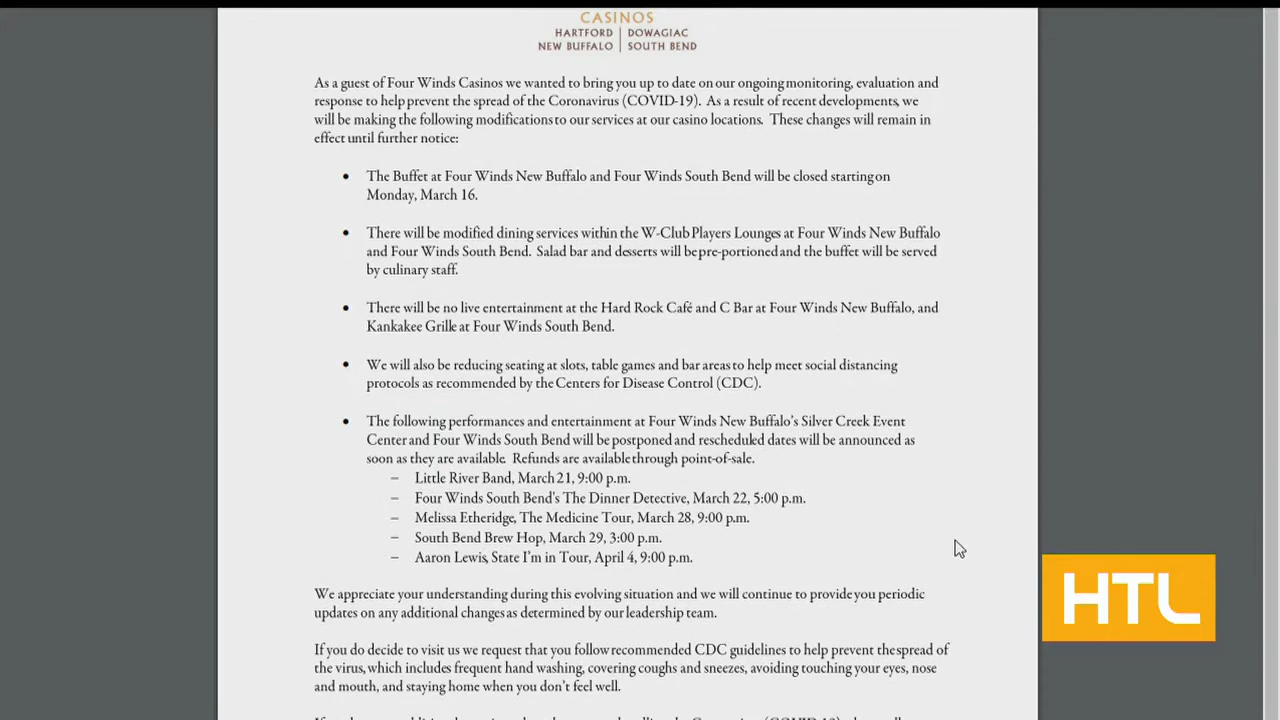 CASINOS
HARTFORD | DOWAGIAC
NEW BUFFALO | SOUTH BEND
As a guest of Four Winds Casinos we wanted to bring you up to date on our ongoing monitoring, evaluation and
response to help prevent the spread of the Coronavirus (COVID-19). As a result of recent developments, we
will be making the following modifications to our services at our casino locations. These changes will remain in
effect until further notice:
• The Buffet at Four Winds New Buffalo and Four Winds South Bend will be closed starting on
Monday, March 16.
• There will be modified dining services within the W-Club Players Lounges at Four Winds New Buffalo
and Four Winds South Bend. Salad bar and desserts will be pre-portioned and the buffet will be served
by culinary staff.
• There will be no live entertainment at the Hard Rock Café and C Bar at Four Winds New Buffalo, and
Kankakee Grille at Four Winds South Bend.
• We will also be reducing seating at slots, table games and bar areas to help meet social distancing
protocols as recommended by the Centers for Disease Control (CDC).
• The following performances and entertainment at Four Winds New Buffalo's Silver Creek Event
Center and Four Winds South Bend will be postponed and rescheduled dates will be announced as
soon as they are available. Refunds are available through point-of-sale.
– Little River Band, March 21, 9:00 p.m.
– Four Winds South Bend's The Dinner Detective, March 22, 5:00 p.m.
– Melissa Etheridge, The Medicine Tour, March 28, 9:00 p.m.
– South Bend Brew Hop, March 29, 3:00 p.m.
– Aaron Lewis, State I'm in Tour, April 4, 9:00 p.m.
We appreciate your understanding during this evolving situation and we will continue to provide you periodic
updates on any additional changes as determined by our leadership team.
If you do decide to visit us we request that you follow recommended CDC guidelines to help prevent the spread of
the virus, which includes frequent hand washing, covering coughs and sneezes, avoiding touching your eyes, nose
and mouth, and staying home when you don't feel well.
HTL